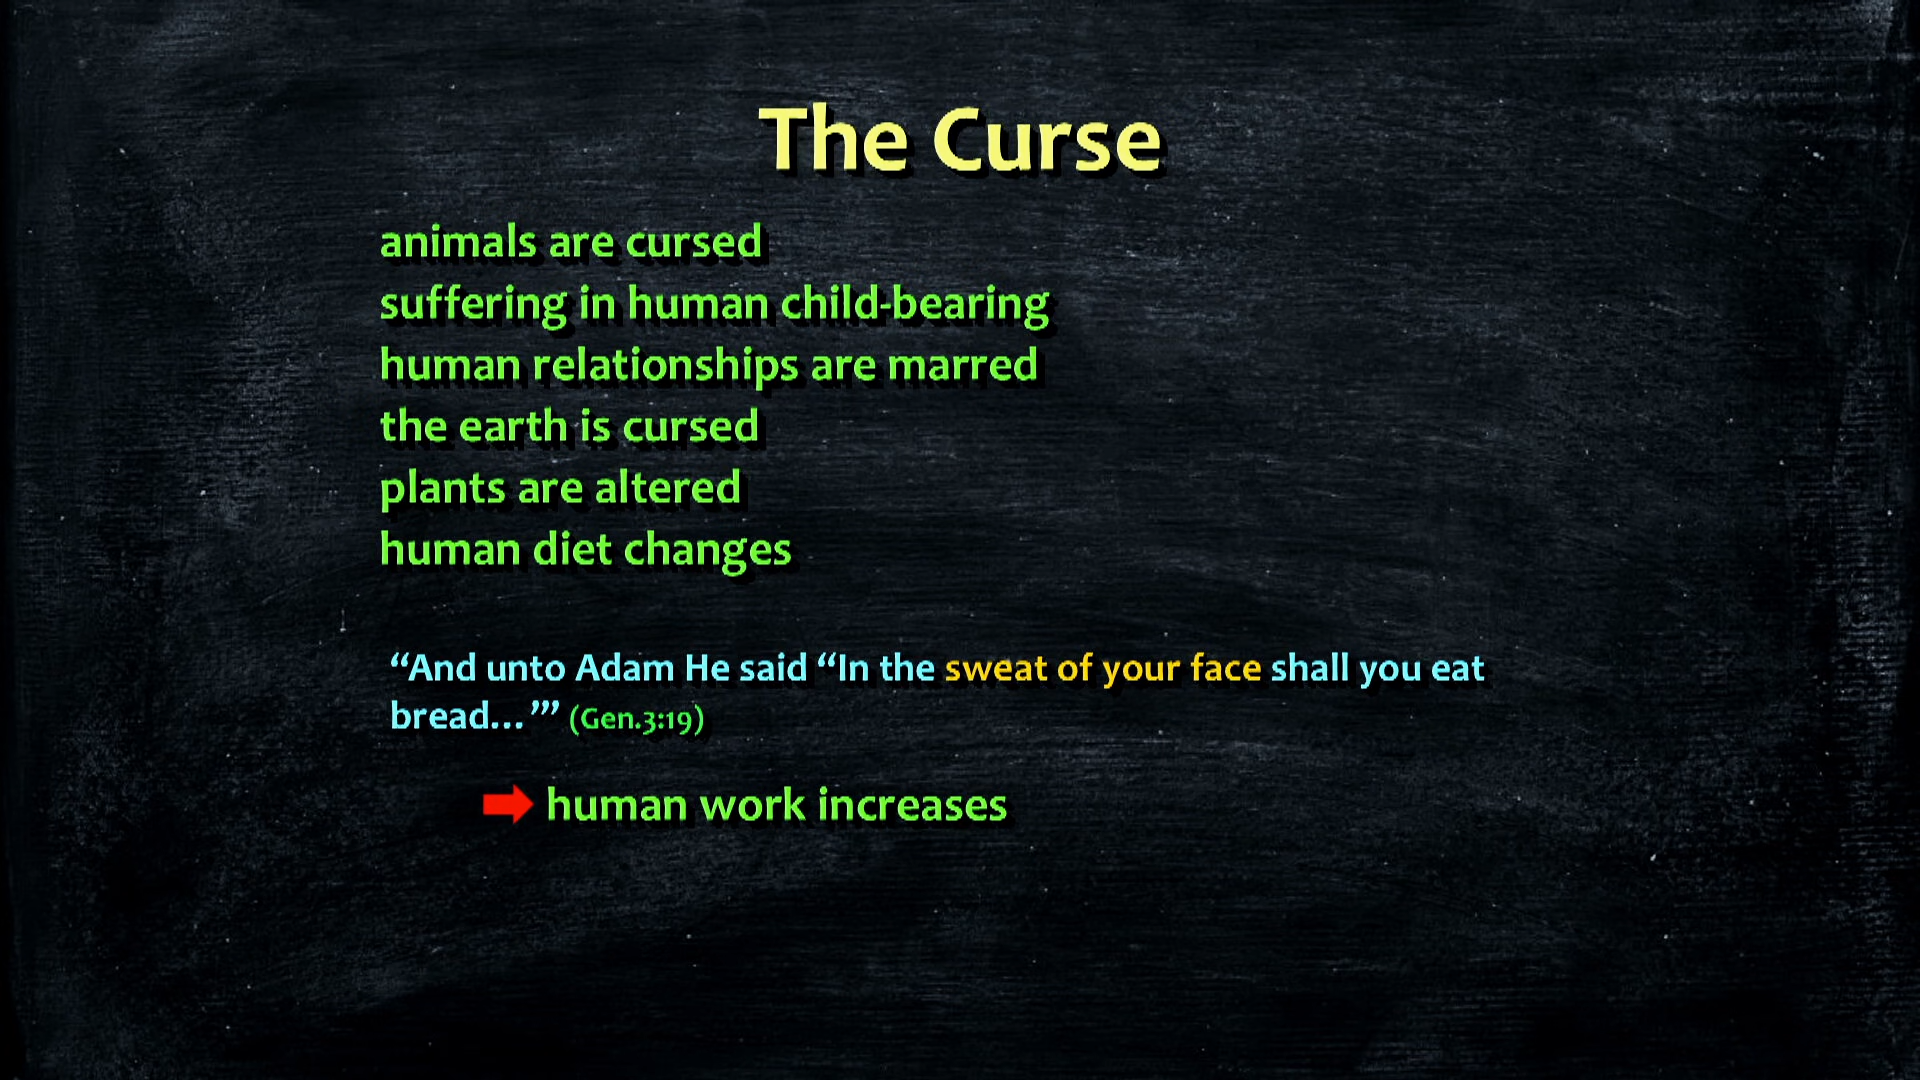 The Curse
animals are cursed
suffering in human child-bearing
human relationships are marred
the earth is cursed
plants are altered
human diet changes
“And unto Adam He said “In the sweat of your face shall you eat
bread…’” (Gen.3:19)
human work increases